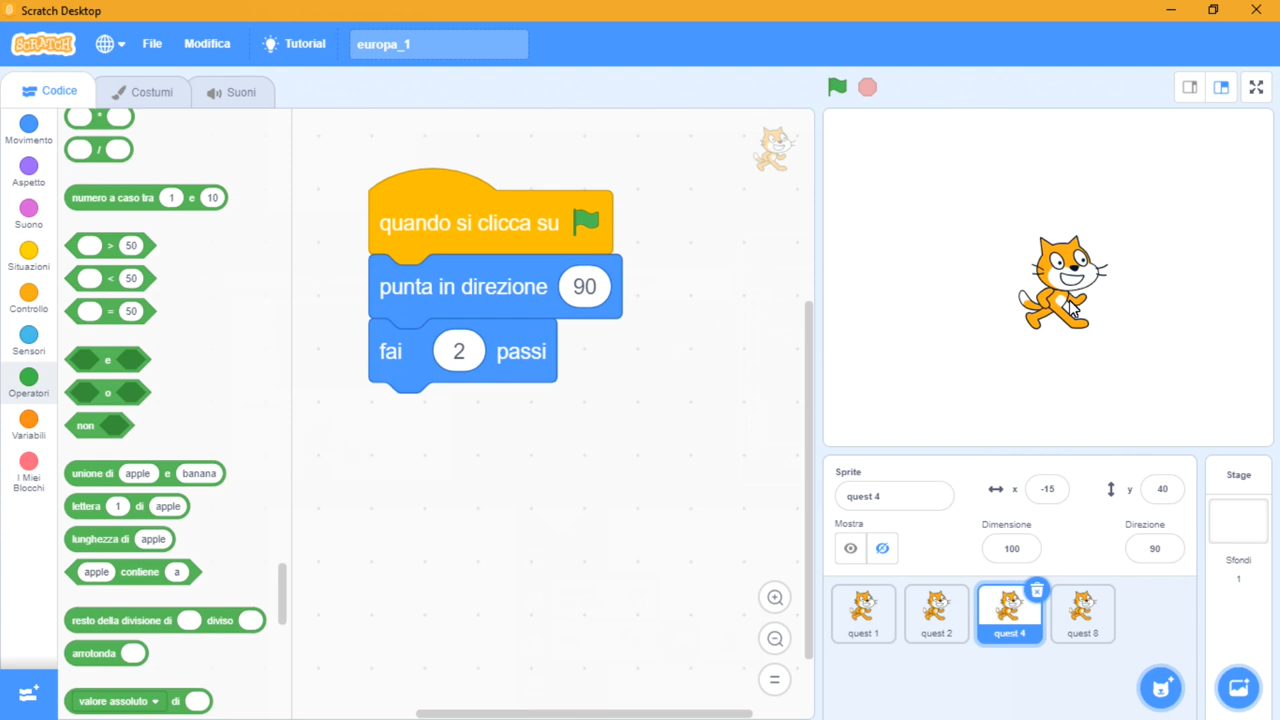 Scratch Desktop
SCRATCH
File
Modifica
Tutorial
europa_1
Codice
Costumi
Suoni
Movimento
Aspetto
Suono
Situazioni
Controllo
Sensori
Operatori
Variabili
I Miei
Blocchi
*
/
numero a caso tra 1 e 10
> 50
< 50
= 50
e
o
non
unione di apple e banana
lettera 1 di apple
lunghezza di apple
apple contiene a
resto della divisione di diviso
arrotonda
valore assoluto di
quando si clicca su
punta in direzione 90
fai 2 passi
Sprite
quest 4
x -15
y 40
Mostra
Dimensione
100
Direzione
90
quest 1
quest 2
quest 4
quest 8
Stage
Sfondi
1